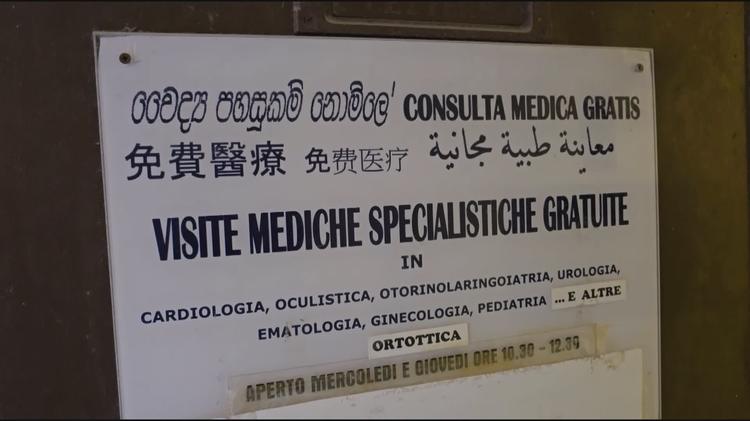 වෛද්‍ය පහසුකම් නොමිලේ CONSULTA MEDICA GRATIS
免費醫療 免费医疗 معاينة طبية مجانية
VISITE MEDICHE SPECIALISTICHE GRATUITE
IN
CARDIOLOGIA, OCULISTICA, OTORINOLARINGOIATRIA, UROLOGIA,
EMATOLOGIA, GINECOLOGIA, PEDIATRIA ... E ALTRE
ORTOTTICA
APERTO MERCOLEDI E GIOVEDI ORE 10.30 - 12.30